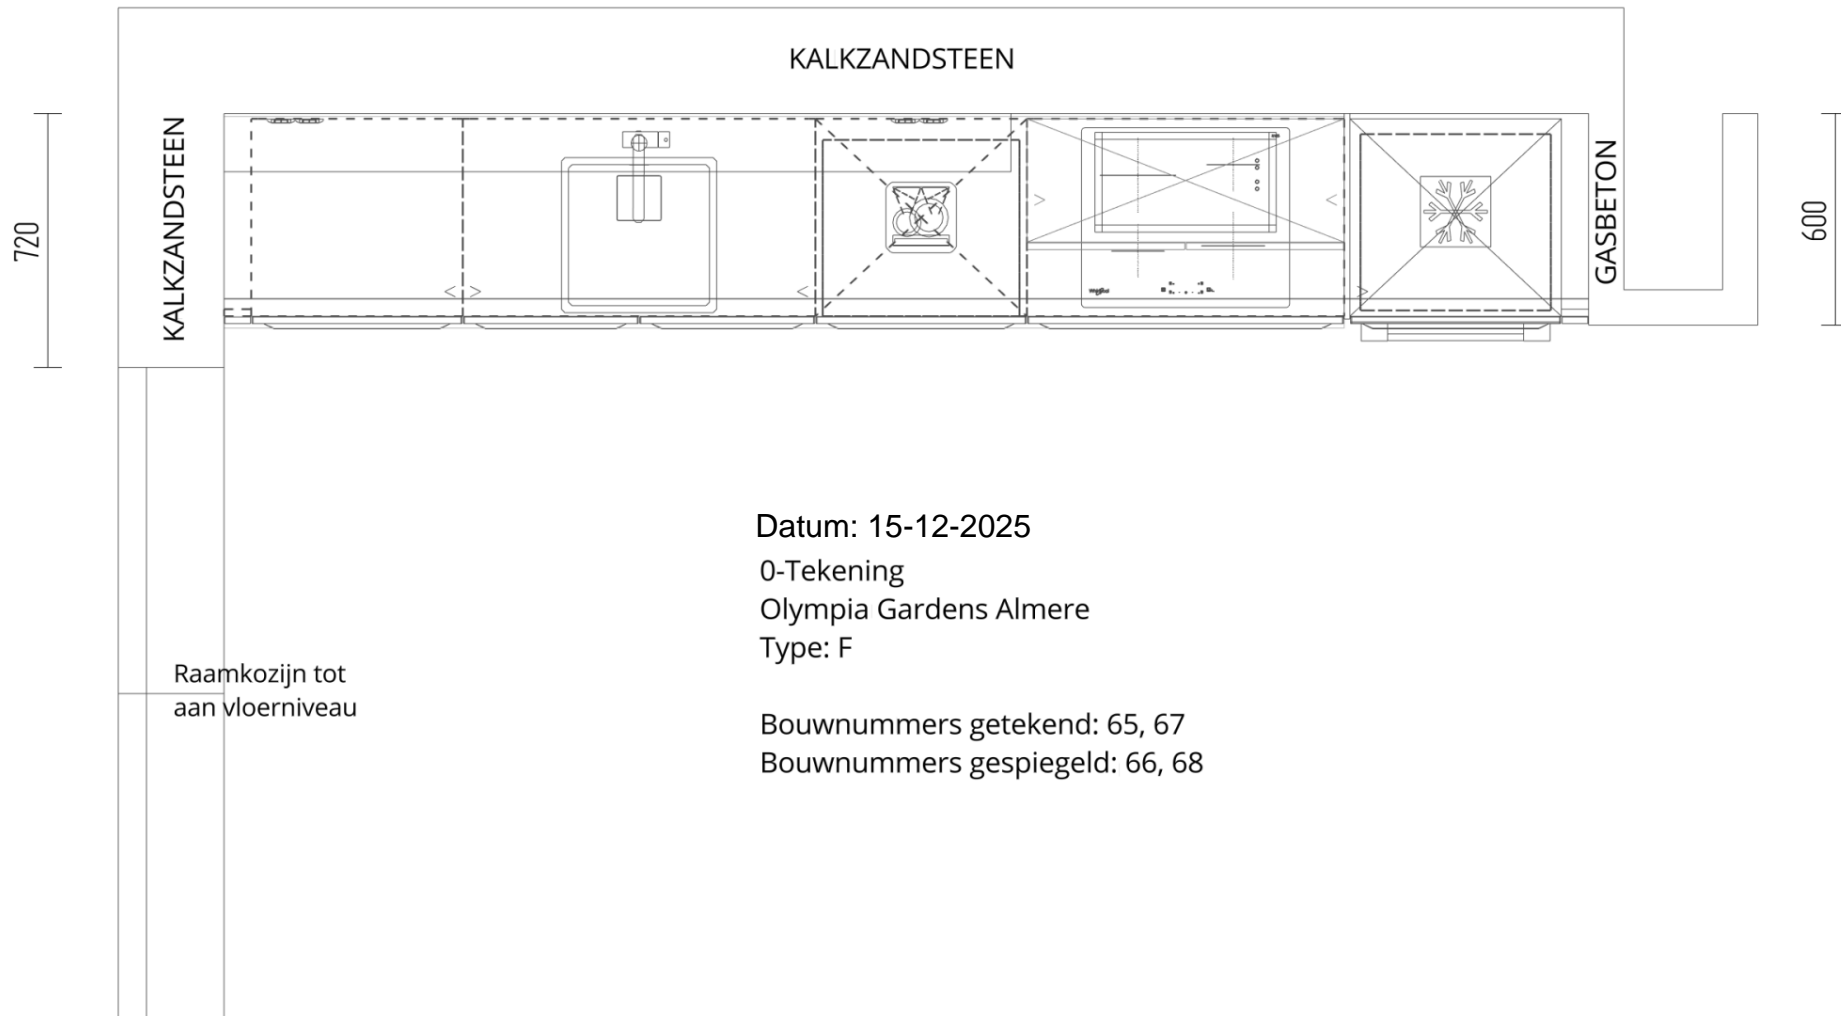 KALKZANDSTEEN
KALKZANDSTEEN
GASBETON
720
600
Datum: 15-12-2025
0-Tekening
Olympia Gardens Almere
Type: F
Raamkozijn tot
aan vloerniveau
Bouwnummers getekend: 65, 67
Bouwnummers gespiegeld: 66, 68